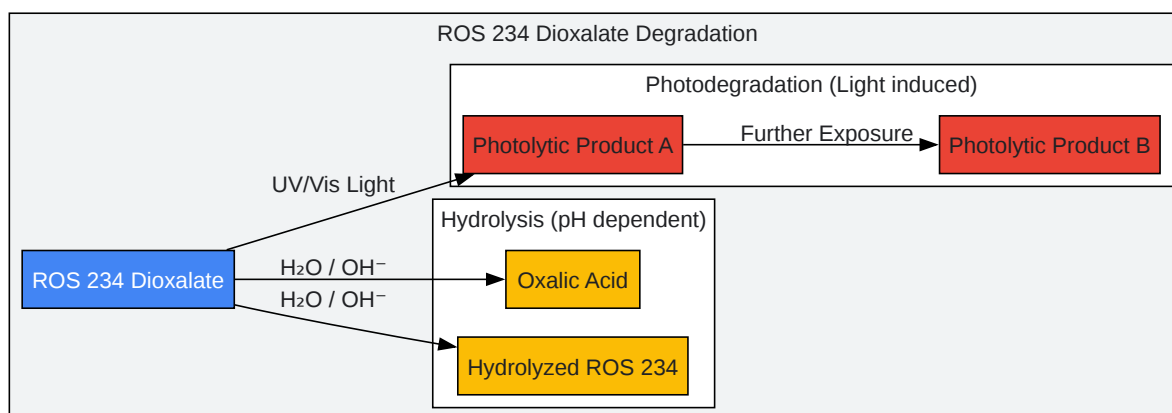 ROS 234 Dioxalate Degradation
Photodegradation (Light induced)
Photolytic Product A
Further Exposure
Photolytic Product B
UV/Vis Light
Hydrolysis (pH dependent)
ROS 234 Dioxalate
H₂O / OH⁻
Oxalic Acid
H₂O / OH⁻
Hydrolyzed ROS 234